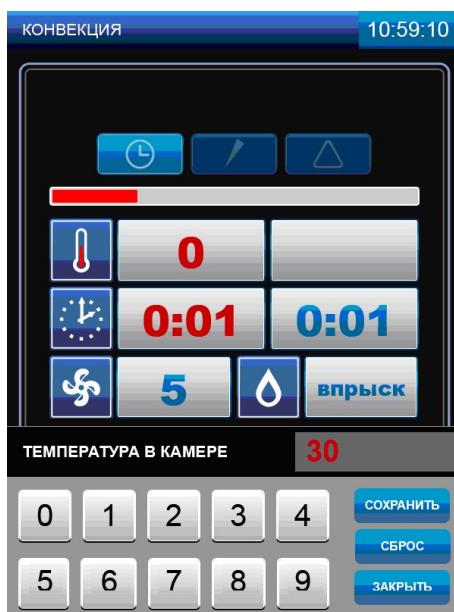 КОНВЕКЦИЯ 10:59:10
0
0:01 0:01
5 впрыск
ТЕМПЕРАТУРА В КАМЕРЕ 30
0 1 2 3 4 СОХРАНИТЬ
СБРОС
5 6 7 8 9 ЗАКРЫТЬ